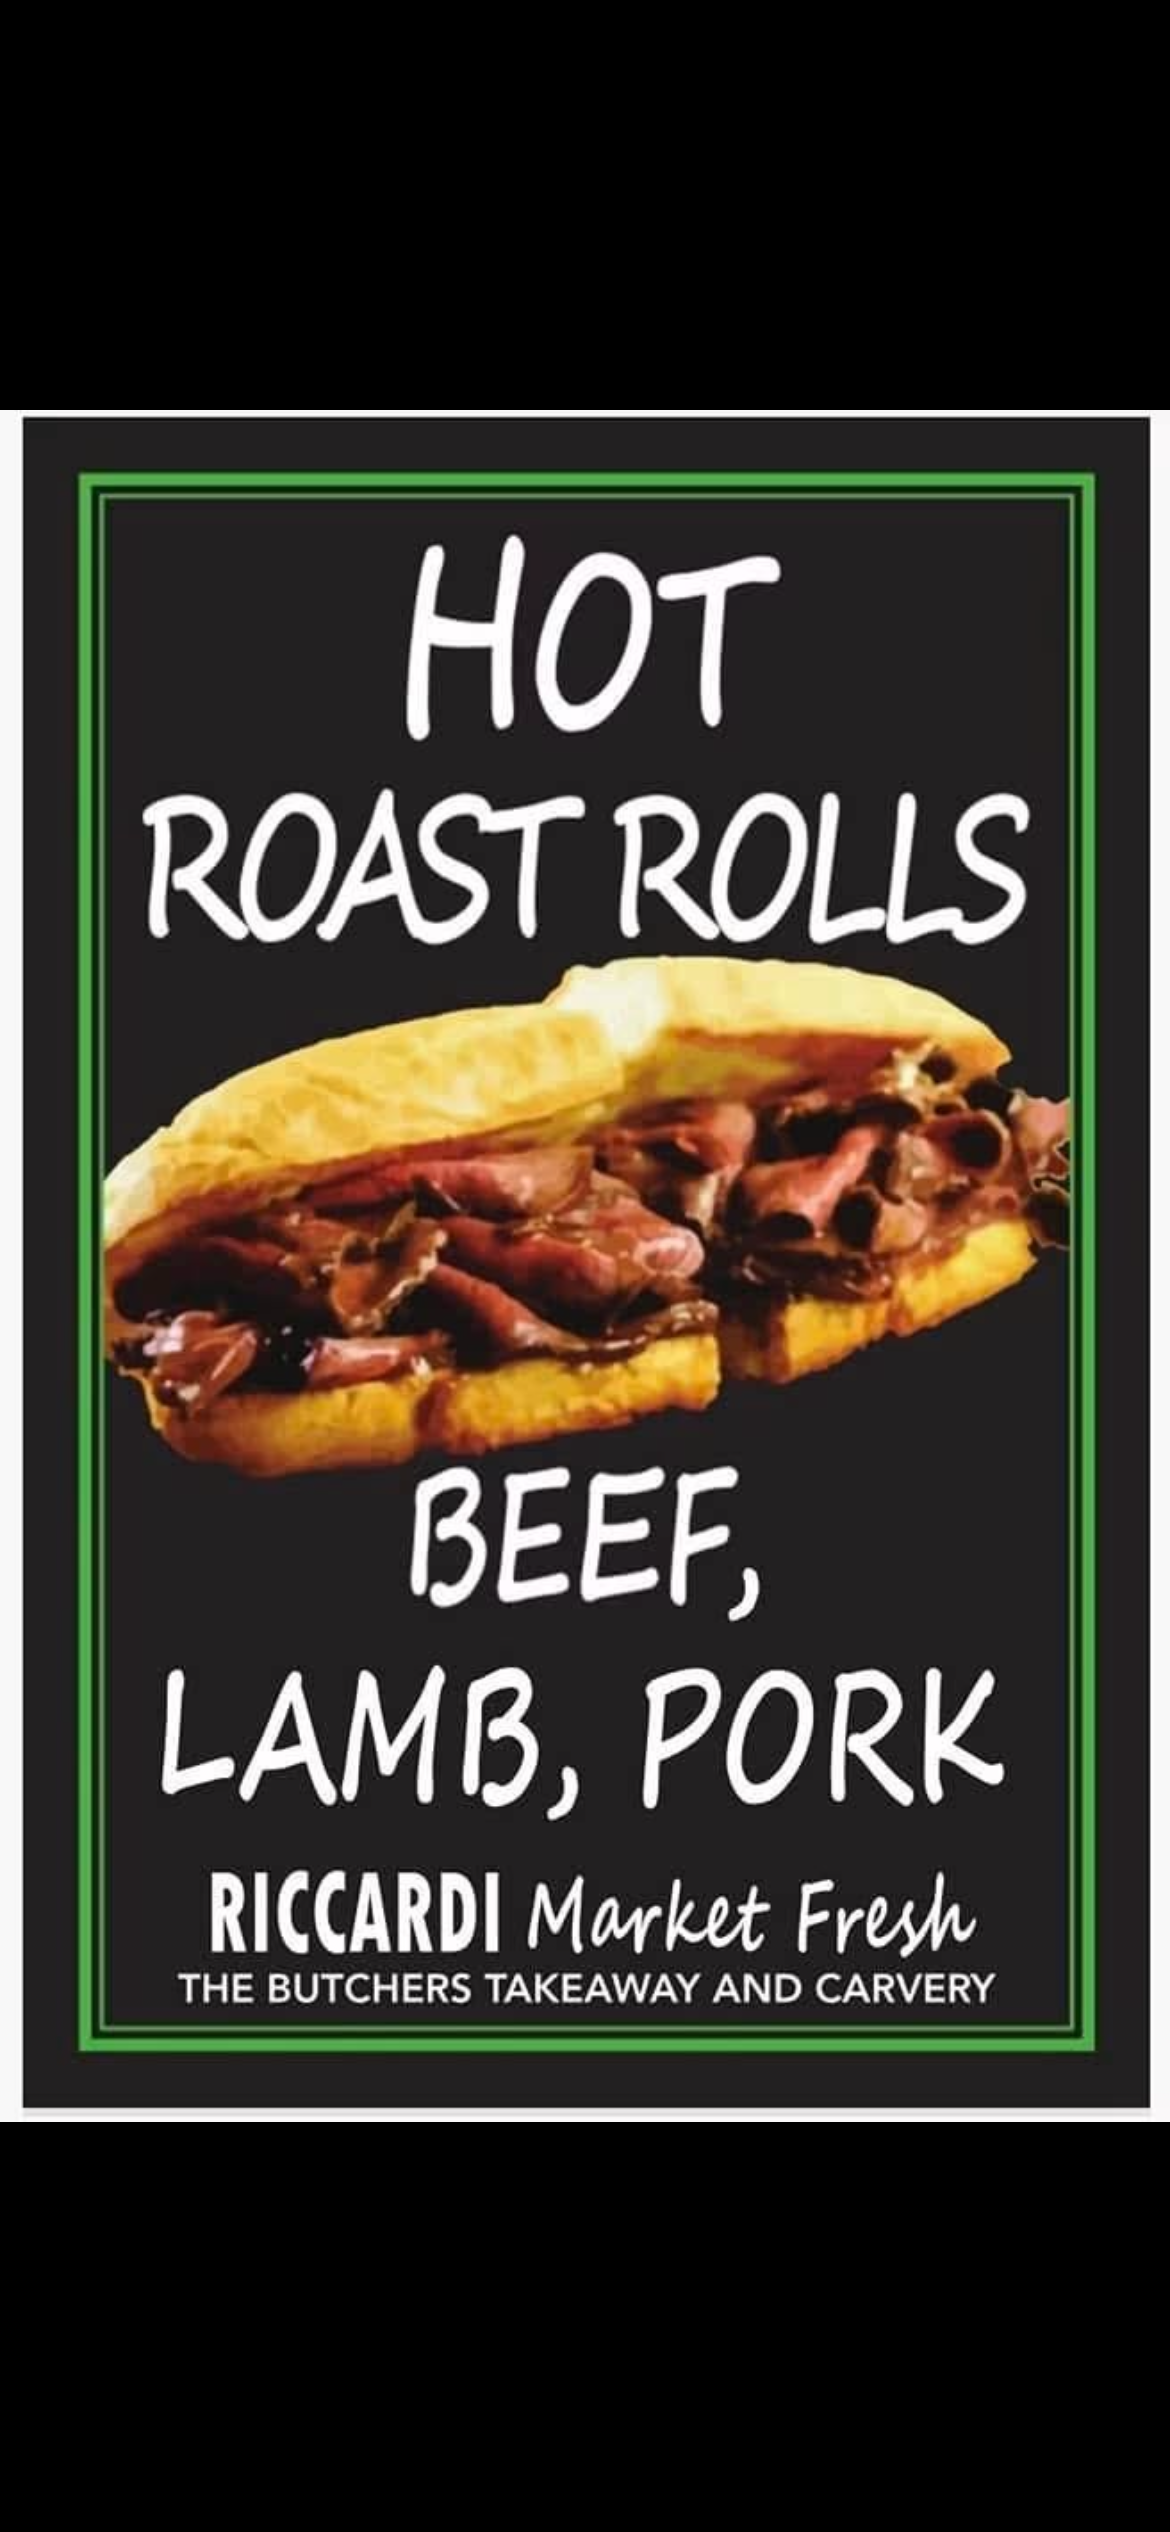 HOT
ROAST ROLLS
BEEF,
LAMB, PORK
RICCARDI Market Fresh
THE BUTCHERS TAKEAWAY AND CARVERY